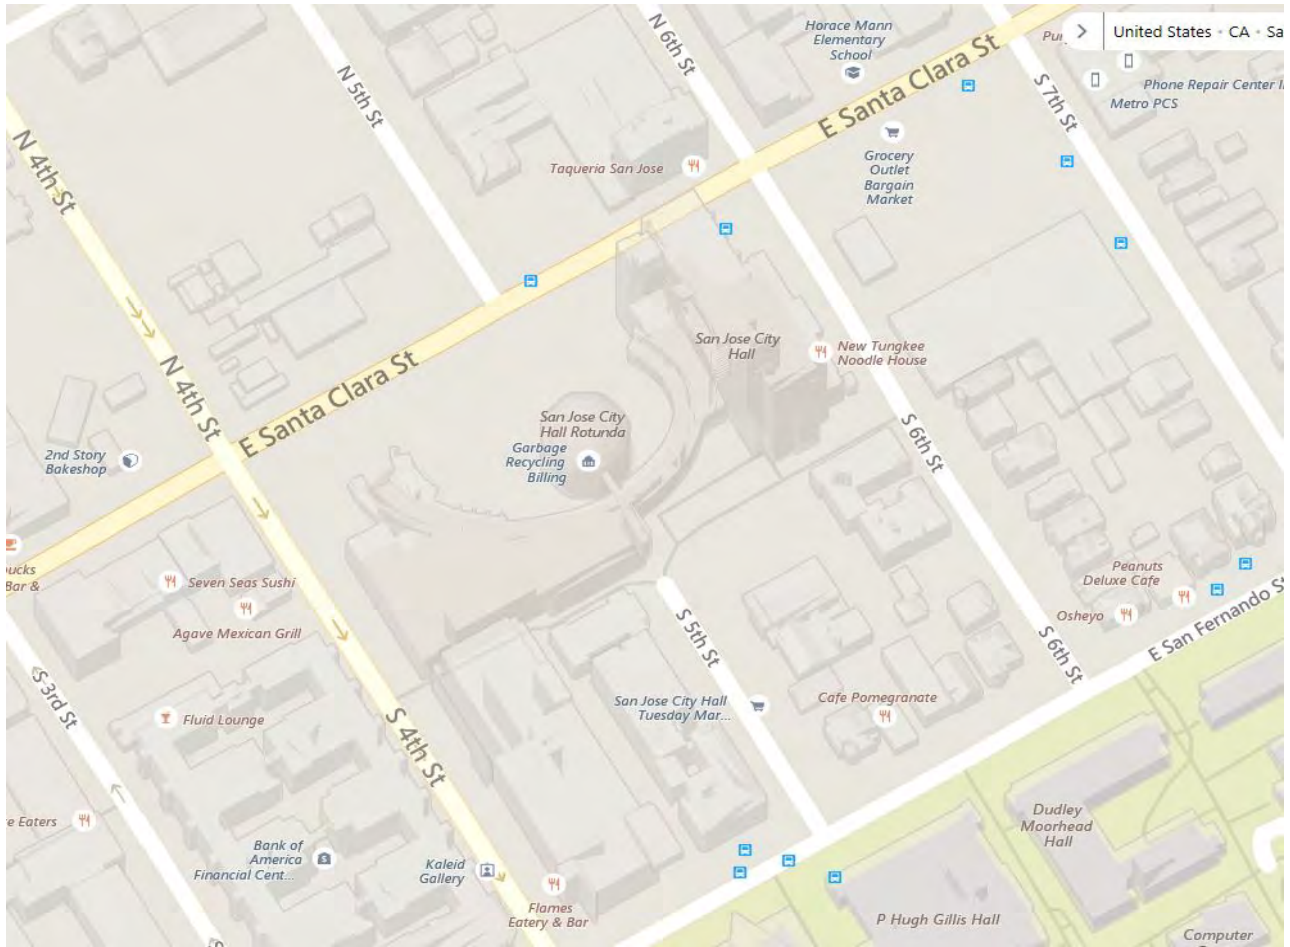 Horace Mann
Elementary
School
United States · CA · Sa
N 6th St
N 5th St
E Santa Clara St
S 7th St
Phone Repair Center I
Metro PCS
N 4th St
Taqueria San Jose
Grocery
Outlet
Bargain
Market
San Jose City
Hall
New Tungkee
Noodle House
N 4th St
E Santa Clara St
San Jose City
Hall Rotunda
Garbage
Recycling
Billing
2nd Story
Bakeshop
S 6th St
ucks
Bar &
Seven Seas Sushi
Agave Mexican Grill
Peanuts
Deluxe Cafe
Osheyo
E San Fernando S
S 5th St
S 6th St
S 3rd St
Fluid Lounge
S 4th St
San Jose City Hall
Tuesday Mar...
Cafe Pomegranate
e Eaters
Bank of
America
Financial Cent...
Kaleid
Gallery
Flames
Eatery & Bar
Dudley
Moorhead
Hall
P Hugh Gillis Hall
Computer